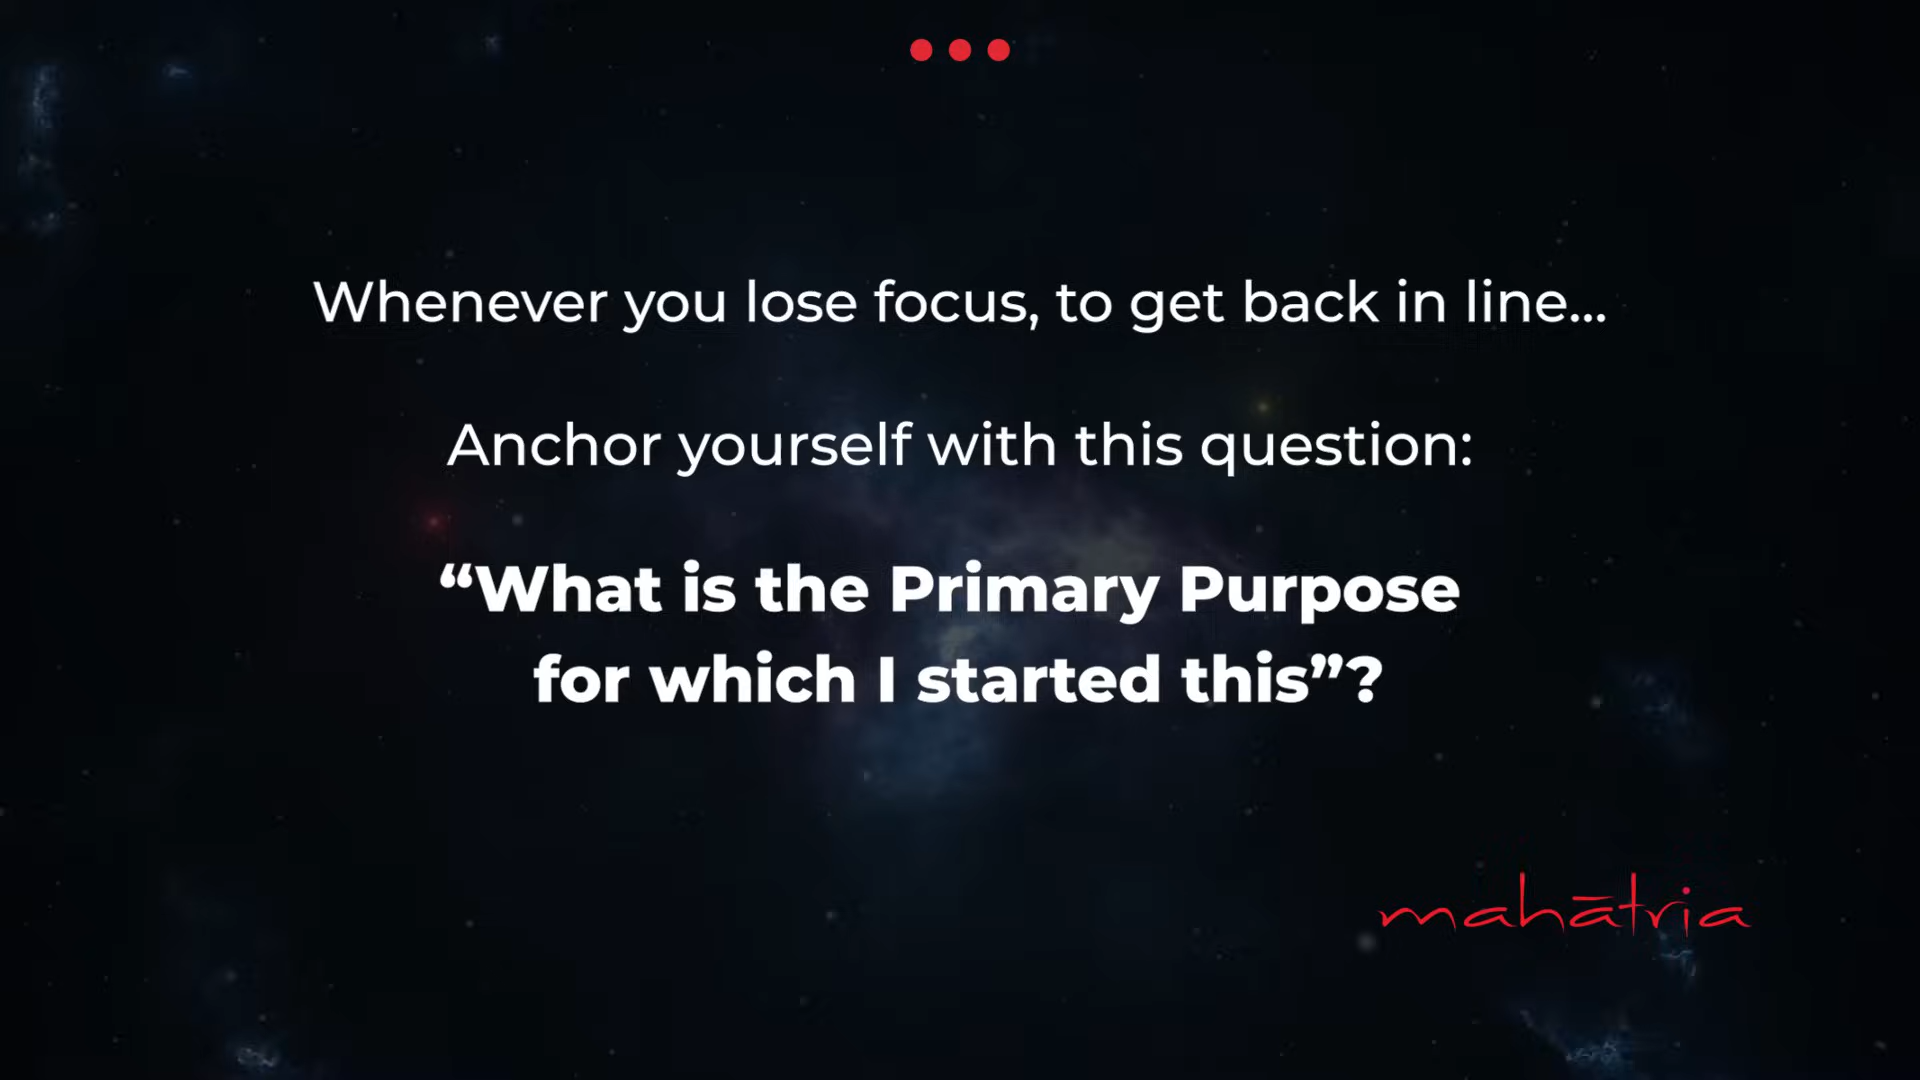 Whenever you lose focus, to get back in line...
Anchor yourself with this question:
“What is the Primary Purpose
for which I started this”?
mahātria